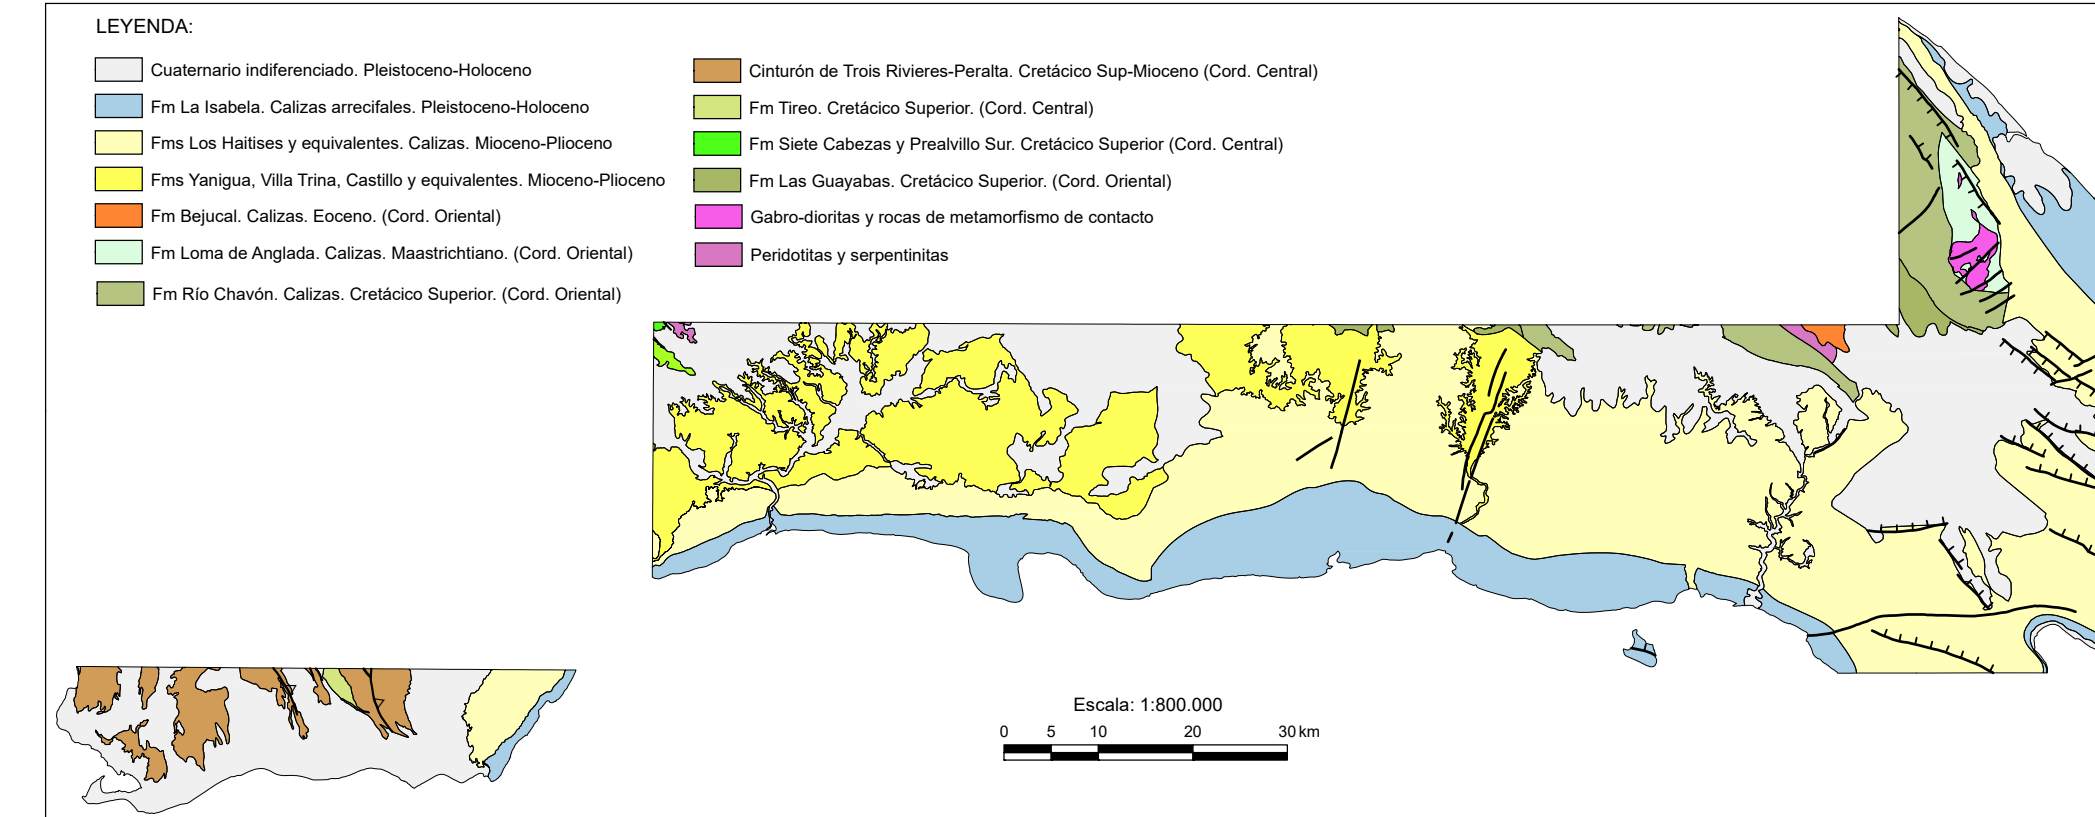 LEYENDA:
Cuaternario indiferenciado. Pleistoceno-Holoceno
Fm La Isabela. Calizas arrecifales. Pleistoceno-Holoceno
Fms Los Haitises y equivalentes. Calizas. Mioceno-Plioceno
Fms Yanigua, Villa Trina, Castillo y equivalentes. Mioceno-Plioceno
Fm Bejucal. Calizas. Eoceno. (Cord. Oriental)
Fm Loma de Anglada. Calizas. Maastrichtiano. (Cord. Oriental)
Fm Río Chavón. Calizas. Cretácico Superior. (Cord. Oriental)
Cinturón de Trois Rivieres-Peralta. Cretácico Sup-Mioceno (Cord. Central)
Fm Tireo. Cretácico Superior. (Cord. Central)
Fm Siete Cabezas y Prealvillo Sur. Cretácico Superior (Cord. Central)
Fm Las Guayabas. Cretácico Superior. (Cord. Oriental)
Gabro-dioritas y rocas de metamorfismo de contacto
Peridotitas y serpentinitas
Escala: 1:800.000
0 5 10 20 30 km